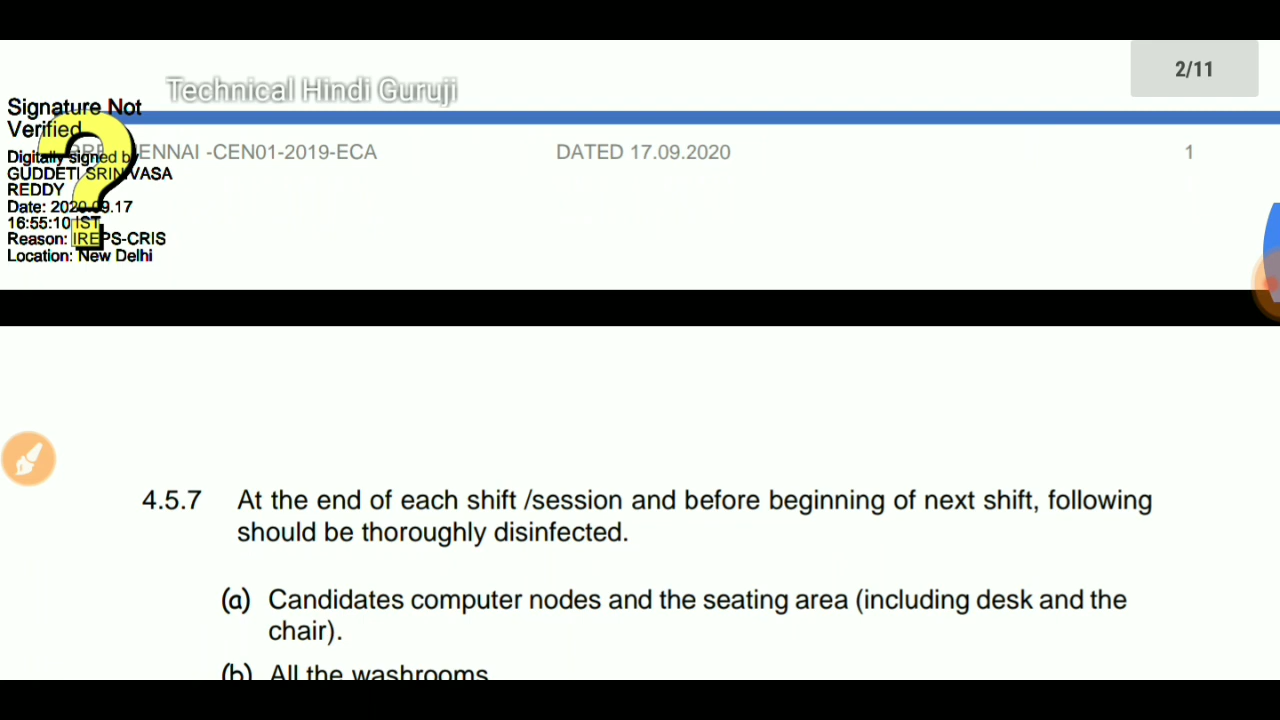 Technical Hindi Guruji
2/11
Signature Not
Verified
Digitally signed by
GUDDETI SRINIVASA
REDDY
Date: 2020.09.17
16:55:10 IST
Reason: IREPS-CRIS
Location: New Delhi
ENNAI -CEN01-2019-ECA DATED 17.09.2020 1
4.5.7 At the end of each shift /session and before beginning of next shift, following
should be thoroughly disinfected.
(a) Candidates computer nodes and the seating area (including desk and the
chair).
(b) All the washrooms